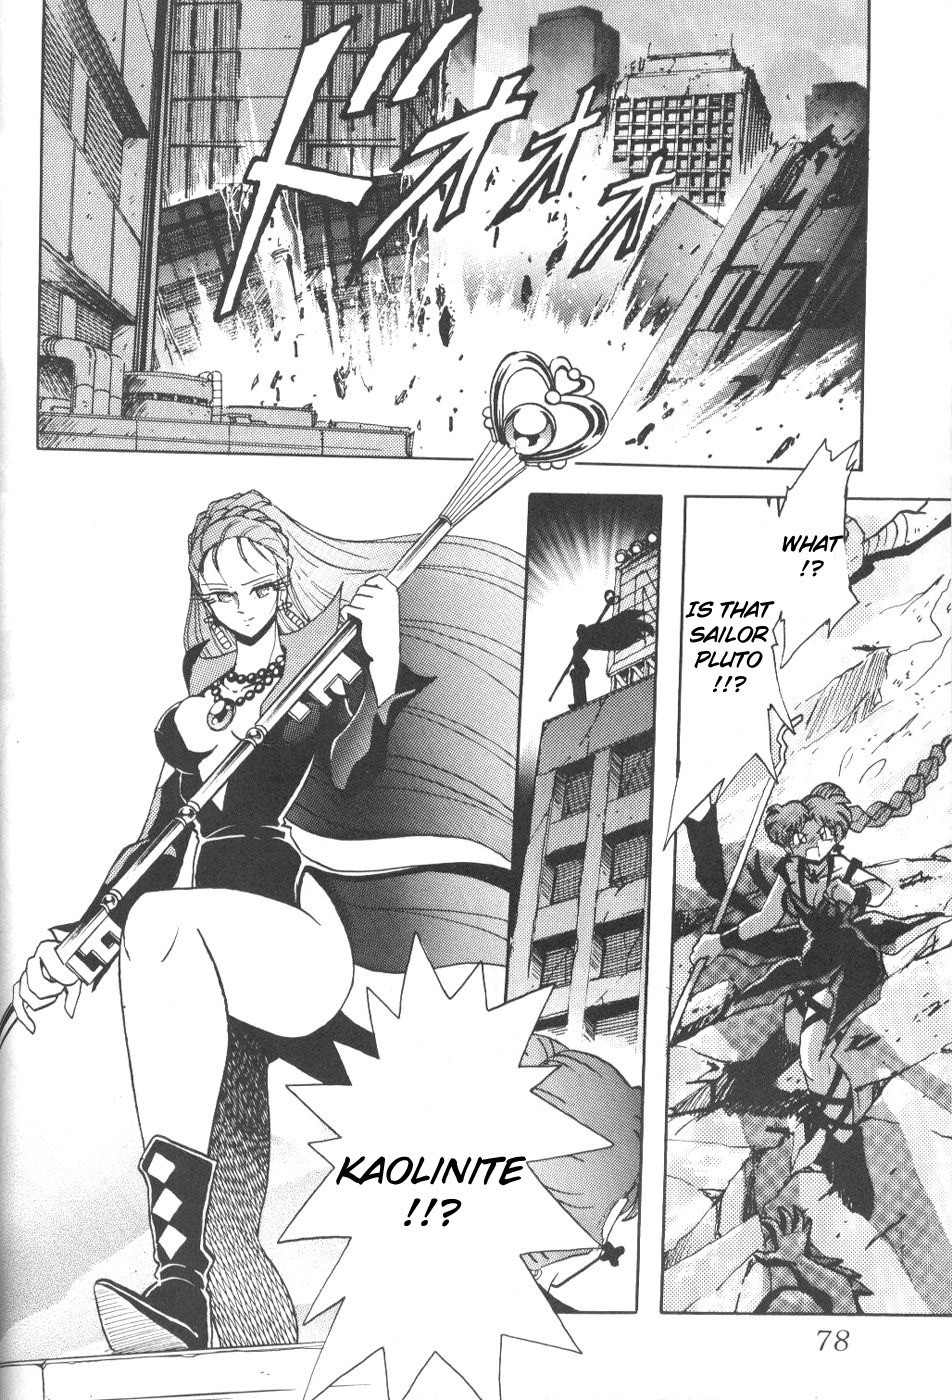 ドオオオ
WHAT
!?
IS THAT
SAILOR
PLUTO
!!?
KAOLINITE
!!?
78